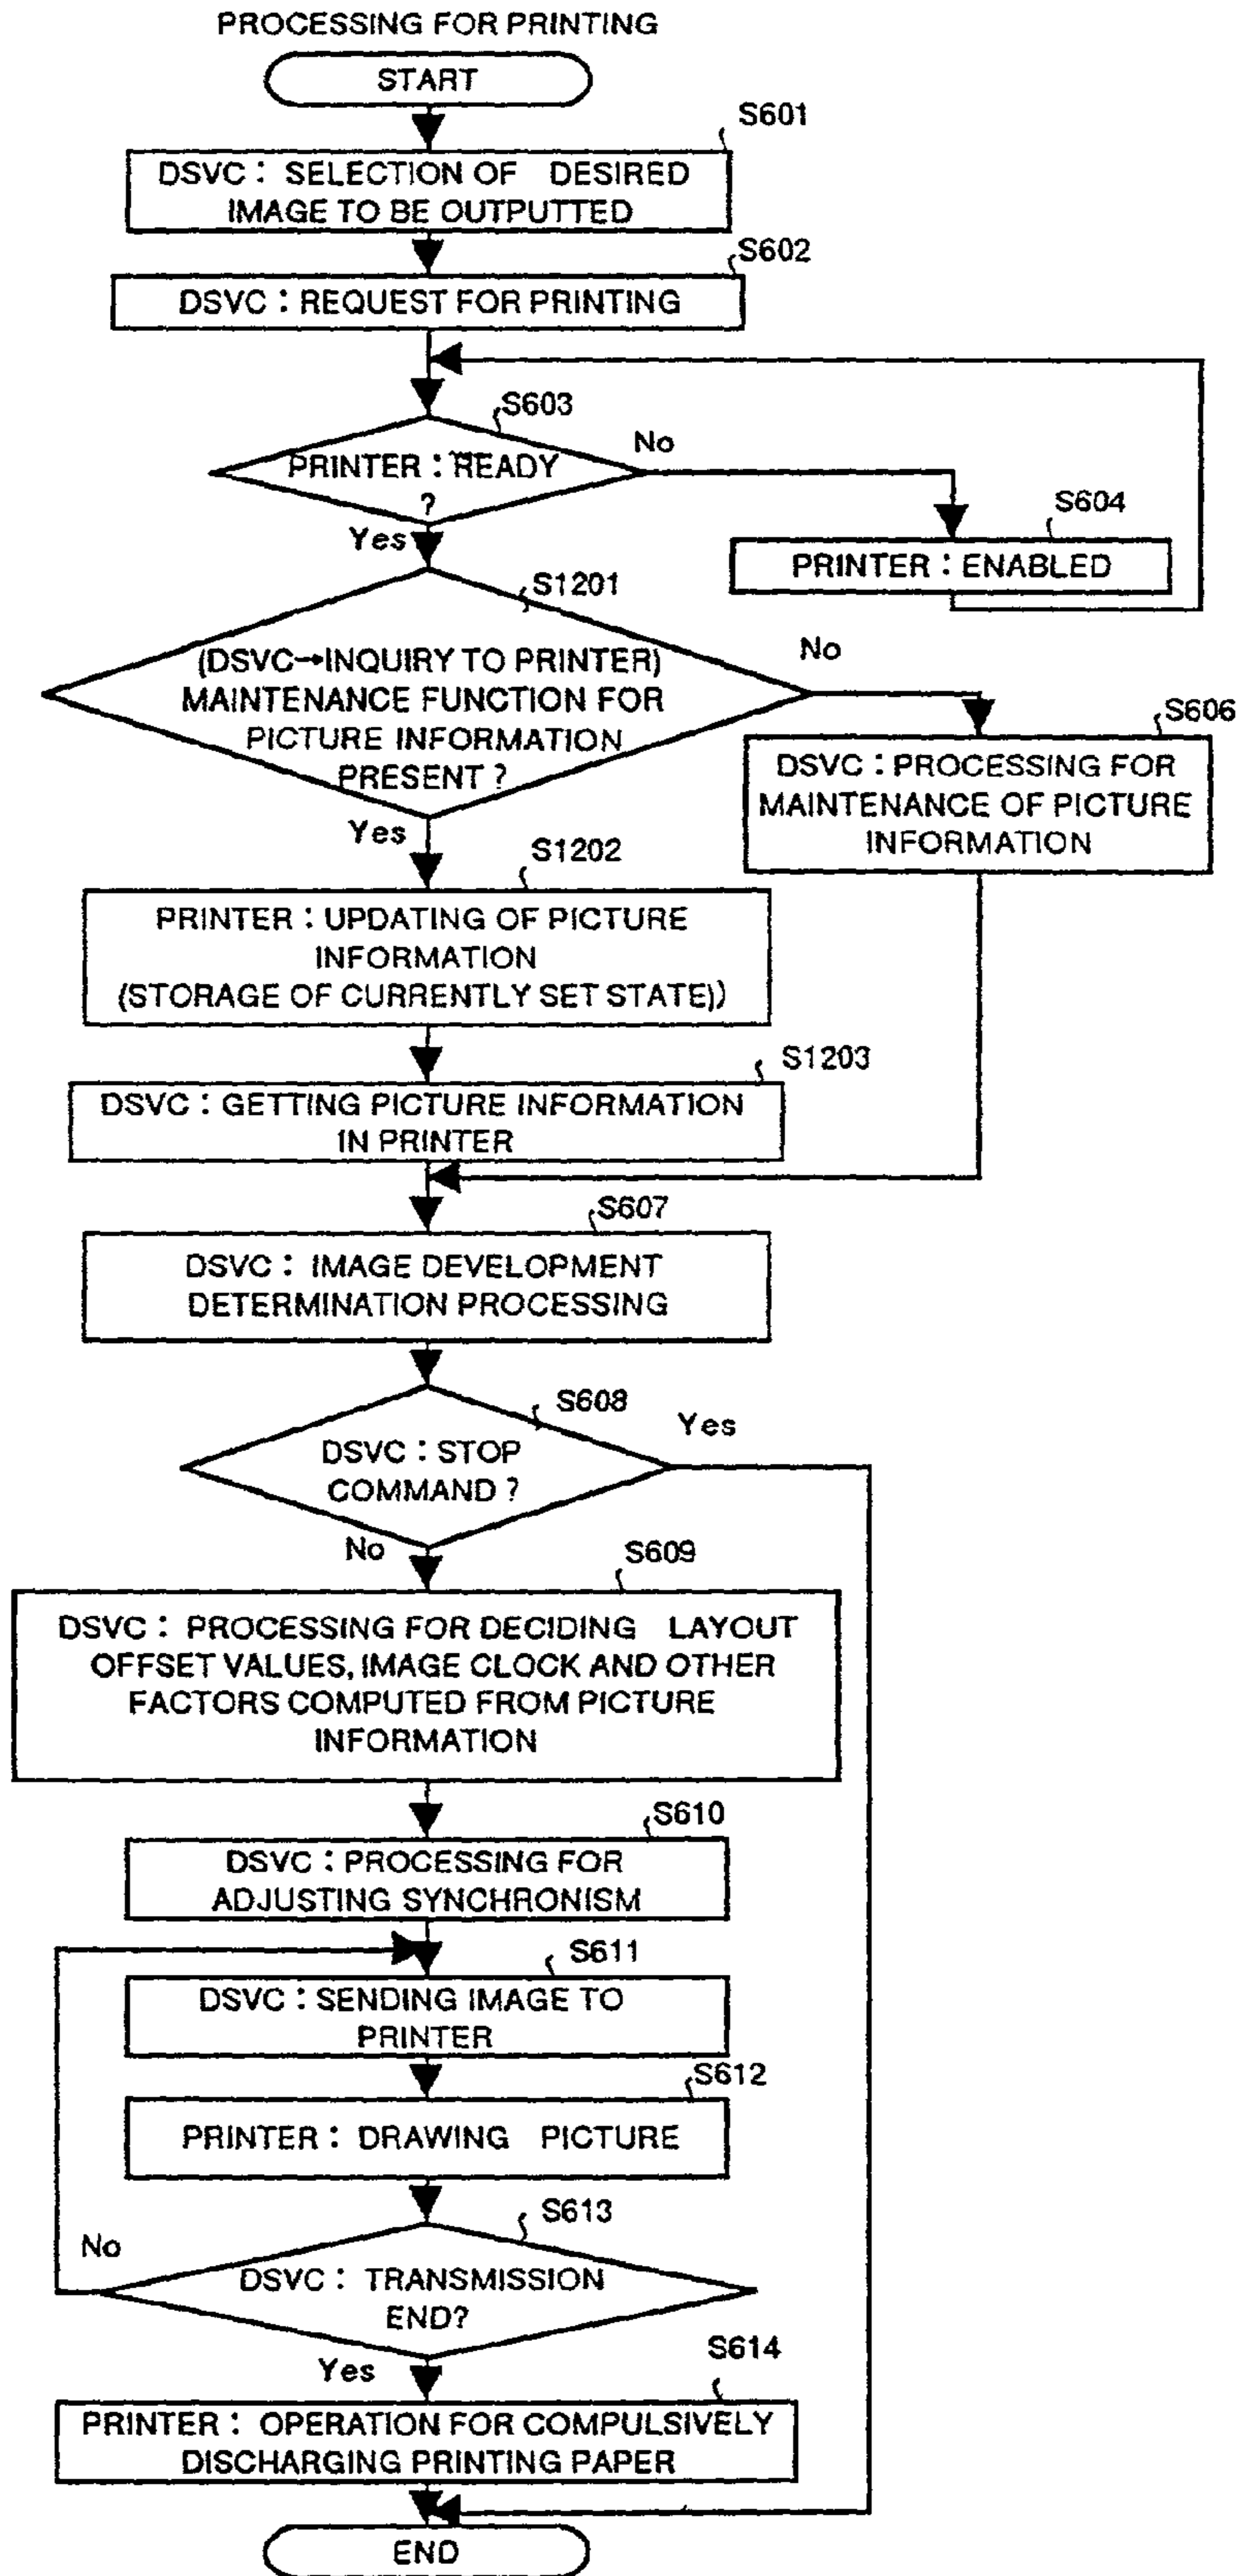 PROCESSING FOR PRINTING
START
S601
DSVC : SELECTION OF DESIRED
IMAGE TO BE OUTPUTTED
S602
DSVC : REQUEST FOR PRINTING
S603
PRINTER : READY
?
No
Yes
S604
PRINTER : ENABLED
S1201
(DSVC→INQUIRY TO PRINTER)
MAINTENANCE FUNCTION FOR
PICTURE INFORMATION
PRESENT ?
No
Yes
S606
DSVC : PROCESSING FOR
MAINTENANCE OF PICTURE
INFORMATION
S1202
PRINTER : UPDATING OF PICTURE
INFORMATION
(STORAGE OF CURRENTLY SET STATE))
S1203
DSVC : GETTING PICTURE INFORMATION
IN PRINTER
S607
DSVC : IMAGE DEVELOPMENT
DETERMINATION PROCESSING
S608
DSVC : STOP
COMMAND ?
Yes
No
S609
DSVC : PROCESSING FOR DECIDING LAYOUT
OFFSET VALUES, IMAGE CLOCK AND OTHER
FACTORS COMPUTED FROM PICTURE
INFORMATION
S610
DSVC : PROCESSING FOR
ADJUSTING SYNCHRONISM
S611
DSVC : SENDING IMAGE TO
PRINTER
S612
PRINTER : DRAWING PICTURE
S613
DSVC : TRANSMISSION
END?
No
Yes
S614
PRINTER : OPERATION FOR COMPULSIVELY
DISCHARGING PRINTING PAPER
END